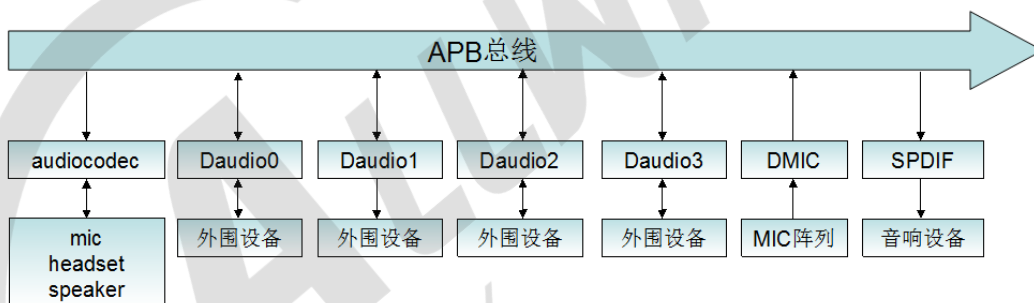 APB总线
audiocodec
Daudio0
Daudio1
Daudio2
Daudio3
DMIC
SPDIF
mic
headset
speaker
外围设备
外围设备
外围设备
外围设备
MIC阵列
音响设备